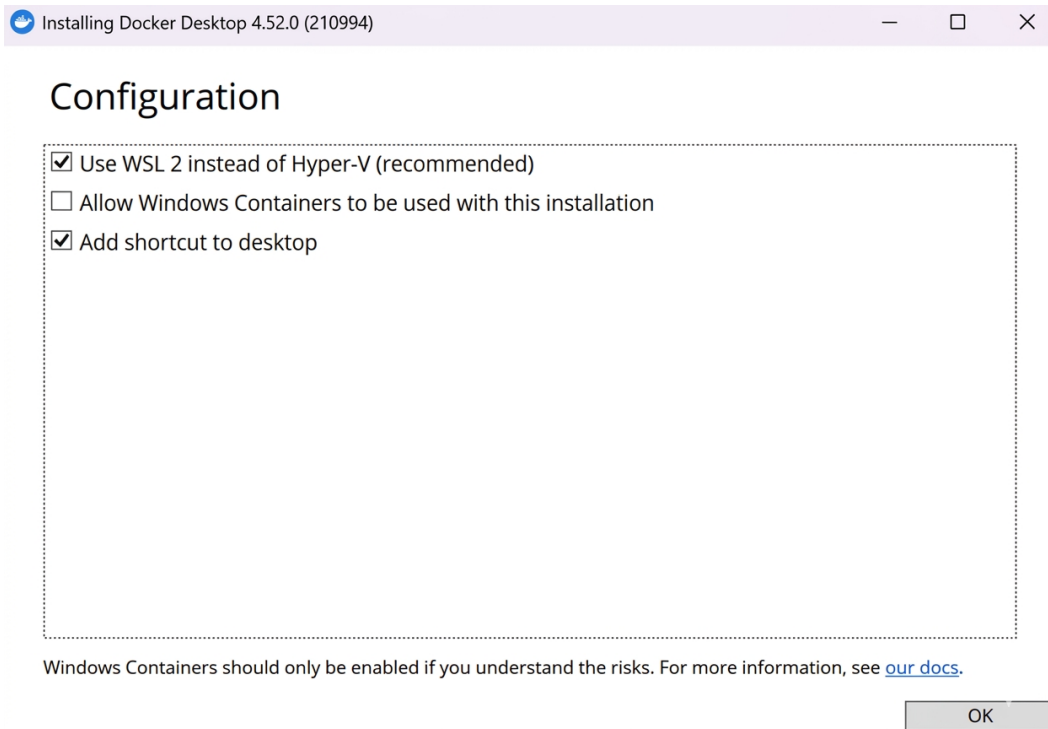 Installing Docker Desktop 4.52.0 (210994)
Configuration
Use WSL 2 instead of Hyper-V (recommended)
Allow Windows Containers to be used with this installation
Add shortcut to desktop
Windows Containers should only be enabled if you understand the risks. For more information, see our docs.
OK